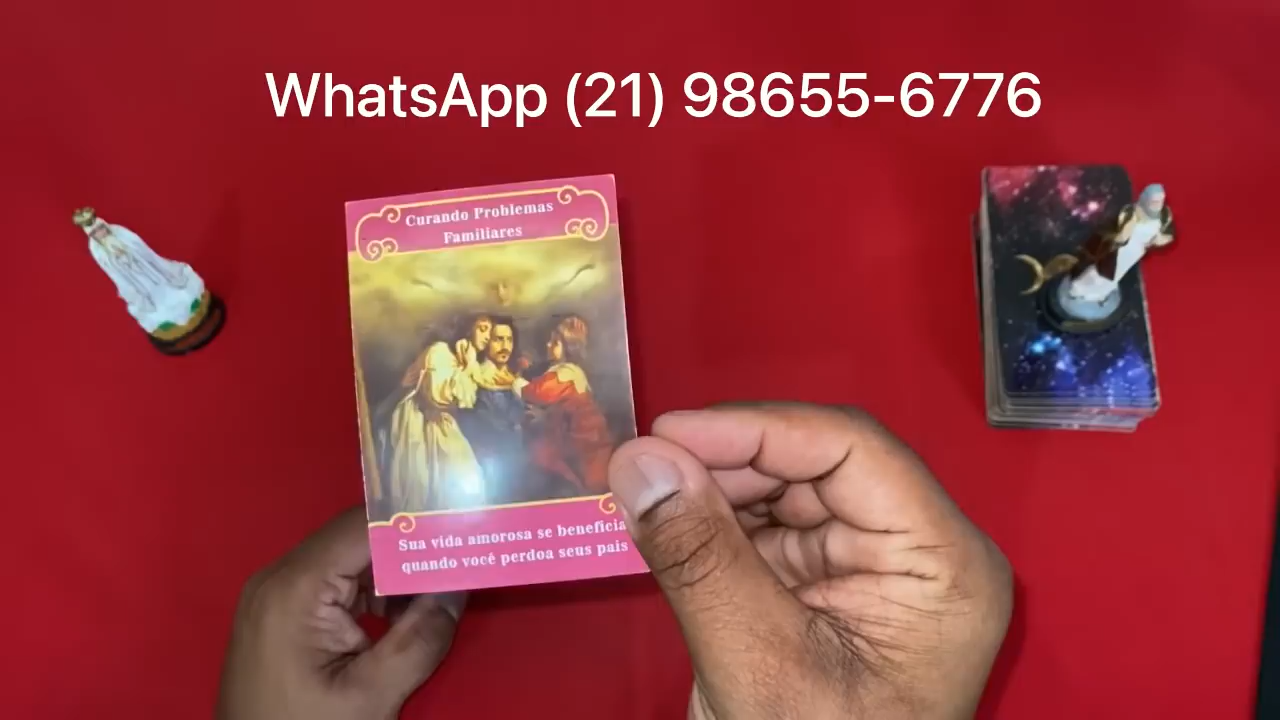 WhatsApp (21) 98655-6776
Curando Problemas
Familiares
Sua vida amorosa se beneficia
quando você perdoa seus pais